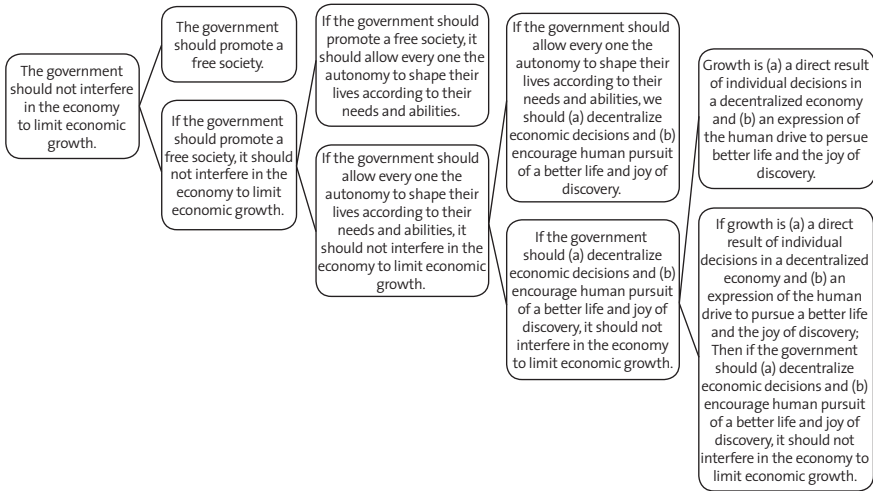 The government
should not interfere
in the economy
to limit economic
growth.
The government
should promote a
free society.
If the government
should promote a
free society, it should
not interfere in the
economy to limit
economic growth.
If the government should
promote a free society, it
should allow every one the
autonomy to shape their
lives according to their
needs and abilities.
If the government should
allow every one the
autonomy to shape their
lives according to their
needs and abilities, it
should not interfere in the
economy to limit economic
growth.
If the government should
allow every one the
autonomy to shape their
lives according to their
needs and abilities, we
should (a) decentralize
economic decisions and (b)
encourage human pursuit
of a better life and joy of
discovery.
If the government
should (a) decentralize
economic decisions and (b)
encourage human pursuit
of a better life and joy of
discovery, it should not
interfere in the economy
to limit economic growth.
Growth is (a) a direct result
of individual decisions in
a decentralized economy
and (b) an expression of
the human drive to persue
better life and the joy of
discovery.
If growth is (a) a direct
result of individual
decisions in a decentralized
economy and (b) an
expression of the human
drive to pursue a better life
and the joy of discovery;
Then if the government
should (a) decentralize
economic decisions and (b)
encourage human pursuit
of a better life and joy of
discovery, it should not
interfere in the economy to
limit economic growth.